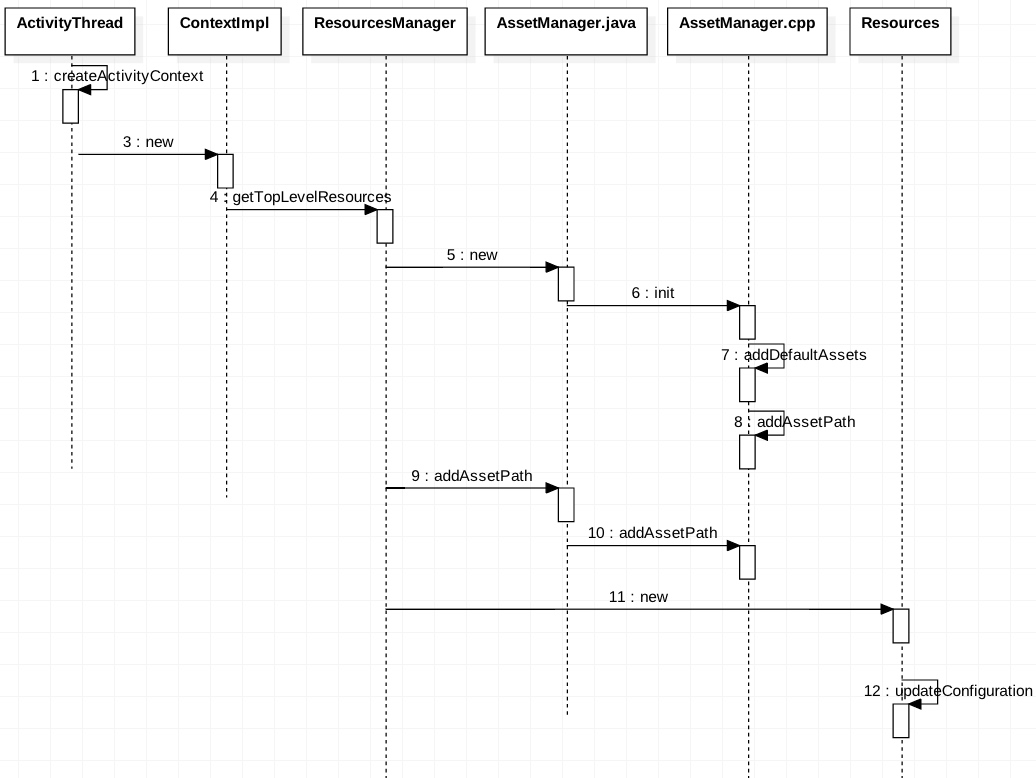 ActivityThread
ContextImpl
ResourcesManager
AssetManager.java
AssetManager.cpp
Resources
1 : createActivityContext
3 : new
4 : getTopLevelResources
5 : new
6 : init
7 : addDefaultAssets
8 : addAssetPath
9 : addAssetPath
10 : addAssetPath
11 : new
12 : updateConfiguration